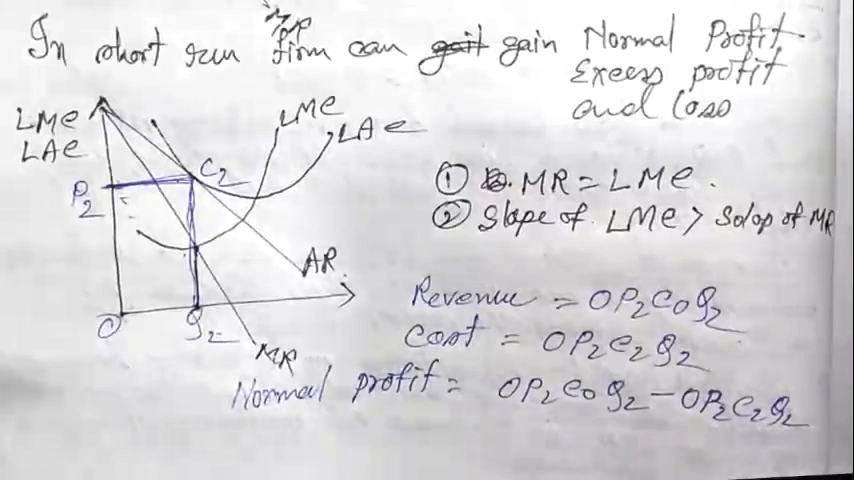 In short run firm can gain Normal Profit
Excess profit
and Loss
LMC
LAC
LMC
LAC
C2
P2
① MR = LMC.
② Slope of LMC > Solop of MR
AR
O
q2
MR
Revenue = OP2C0q2
Cost = OP2C2q2
Normal profit = OP2C0q2 - OP2C2q2